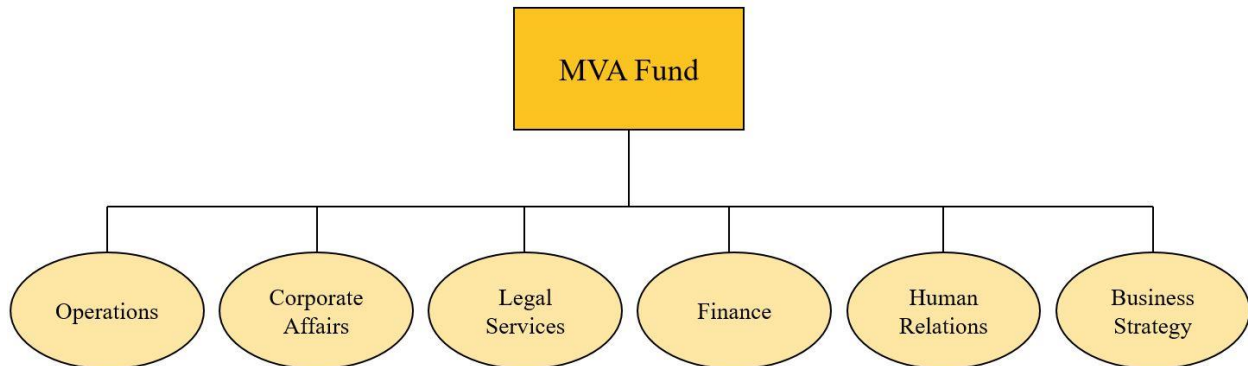 MVA Fund
Operations
Corporate
Affairs
Legal
Services
Finance
Human
Relations
Business
Strategy